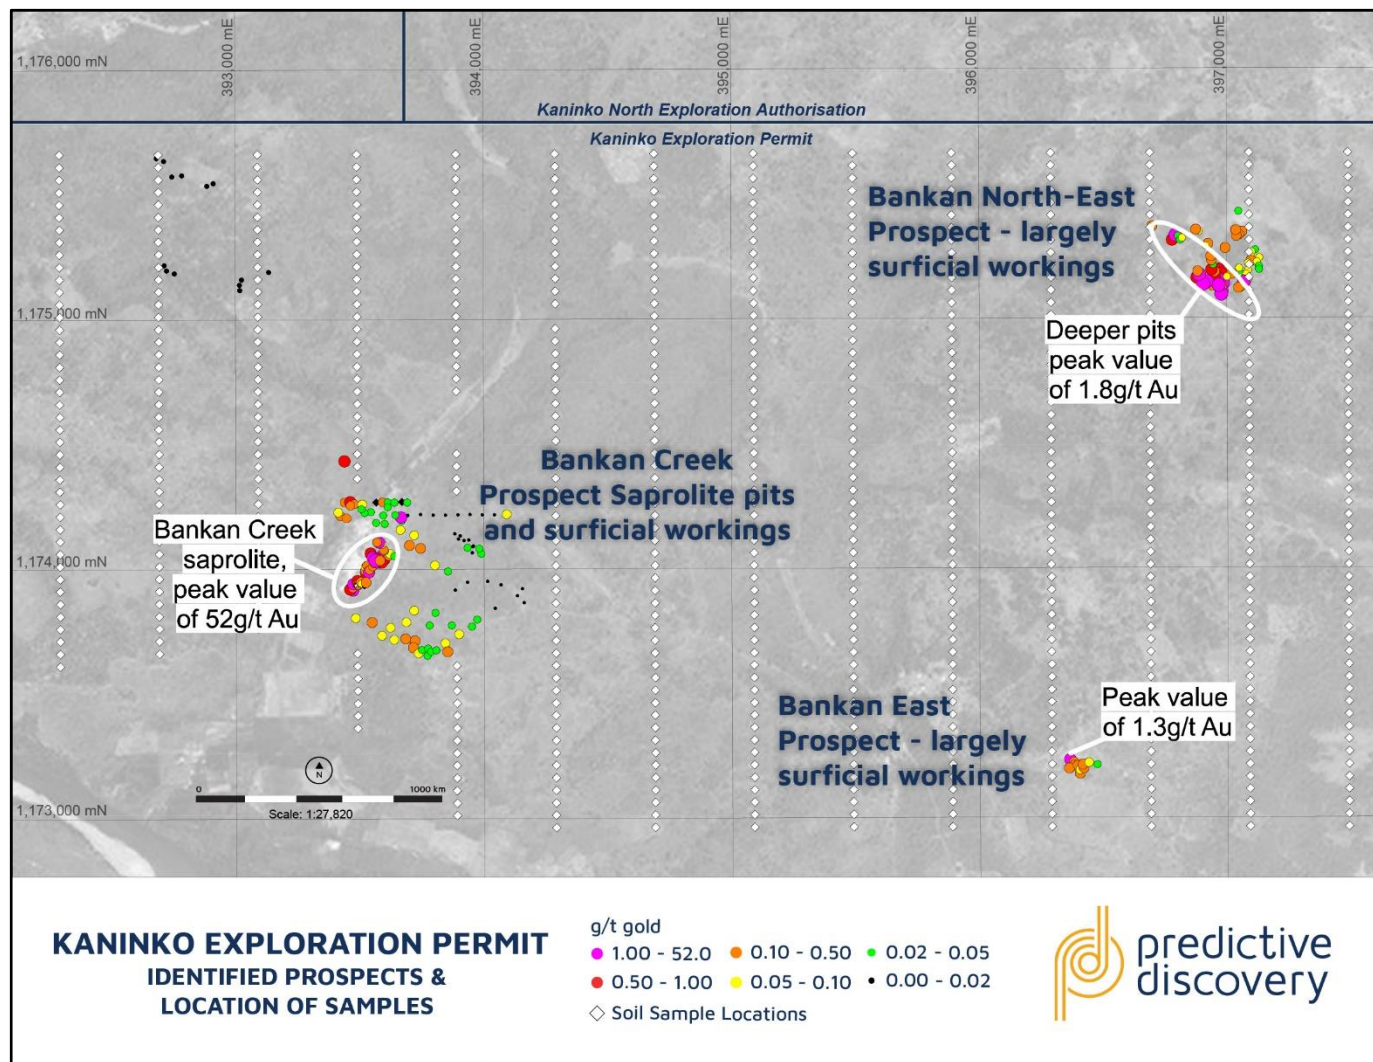 393,000 mE
394,000 mE
395,000 mE
396,000 mE
397,000 mE
1,176,000 mN
Kaninko North Exploration Authorisation
Kaninko Exploration Permit
Bankan North-East
Prospect - largely
surficial workings
1,175,000 mN
Deeper pits
peak value
of 1.8g/t Au
Bankan Creek
Prospect Saprolite pits
and surficial workings
Bankan Creek
saprolite,
peak value
of 52g/t Au
1,174,000 mN
Bankan East
Prospect - largely
surficial workings
Peak value
of 1.3g/t Au
N
0 1000 km
Scale: 1:27,820
1,173,000 mN
KANINKO EXPLORATION PERMIT
IDENTIFIED PROSPECTS &
LOCATION OF SAMPLES
g/t gold
1.00 - 52.0 0.10 - 0.50 0.02 - 0.05
0.50 - 1.00 0.05 - 0.10 0.00 - 0.02
Soil Sample Locations
predictive
discovery